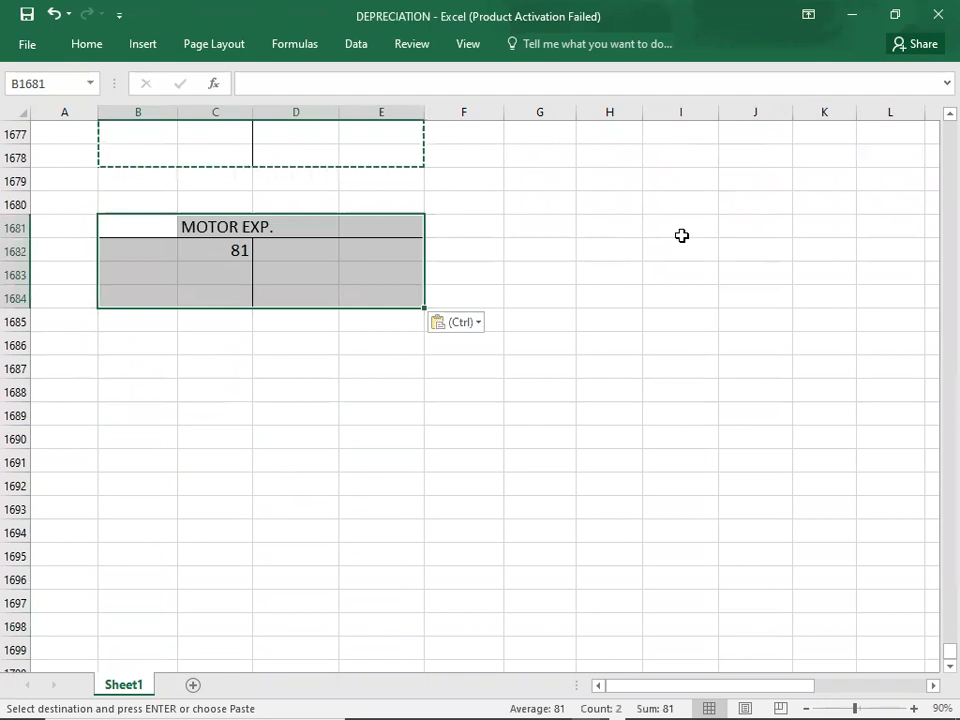 DEPRECIATION - Excel (Product Activation Failed)
File Home Insert Page Layout Formulas Data Review View Tell me what you want to do... Share
B1681 fx
A B C D E F G H I J K L
1677
1678
1679
1680
1681 MOTOR EXP.
1682 81
1683
1684
1685 (Ctrl)
1686
1687
1688
1689
1690
1691
1692
1693
1694
1695
1696
1697
1698
1699
Sheet1
Select destination and press ENTER or choose Paste Average: 81 Count: 2 Sum: 81 90%